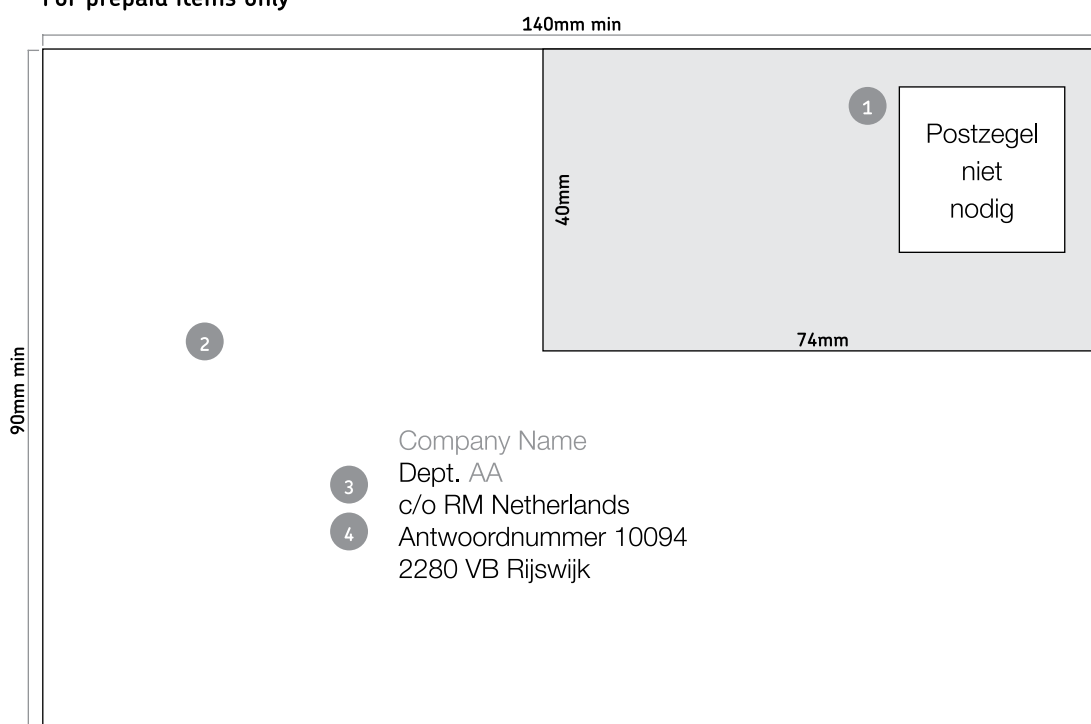 For prepaid items only
140mm min
1
Postzegel
niet
nodig
40mm
74mm
2
90mm min
Company Name
3
Dept. AA
c/o RM Netherlands
4
Antwoordnummer 10094
2280 VB Rijswijk